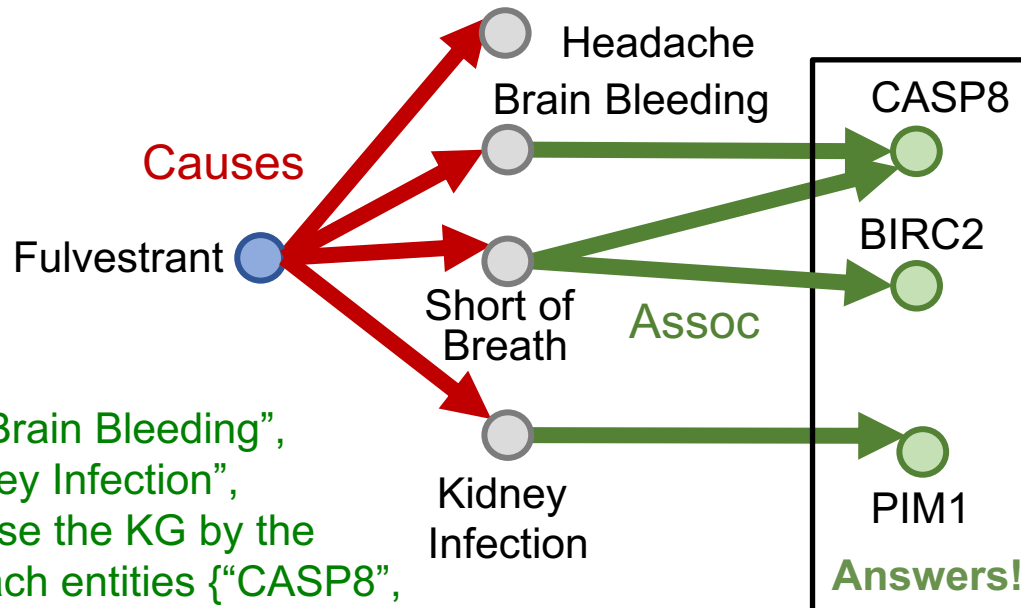 Headache
Brain Bleeding
CASP8
Causes
Fulvestrant
BIRC2
Short of
Breath
Assoc
Brain Bleeding”,
ey Infection”,
se the KG by the
ach entities {“CASP8”,
Kidney
Infection
PIM1
Answers!